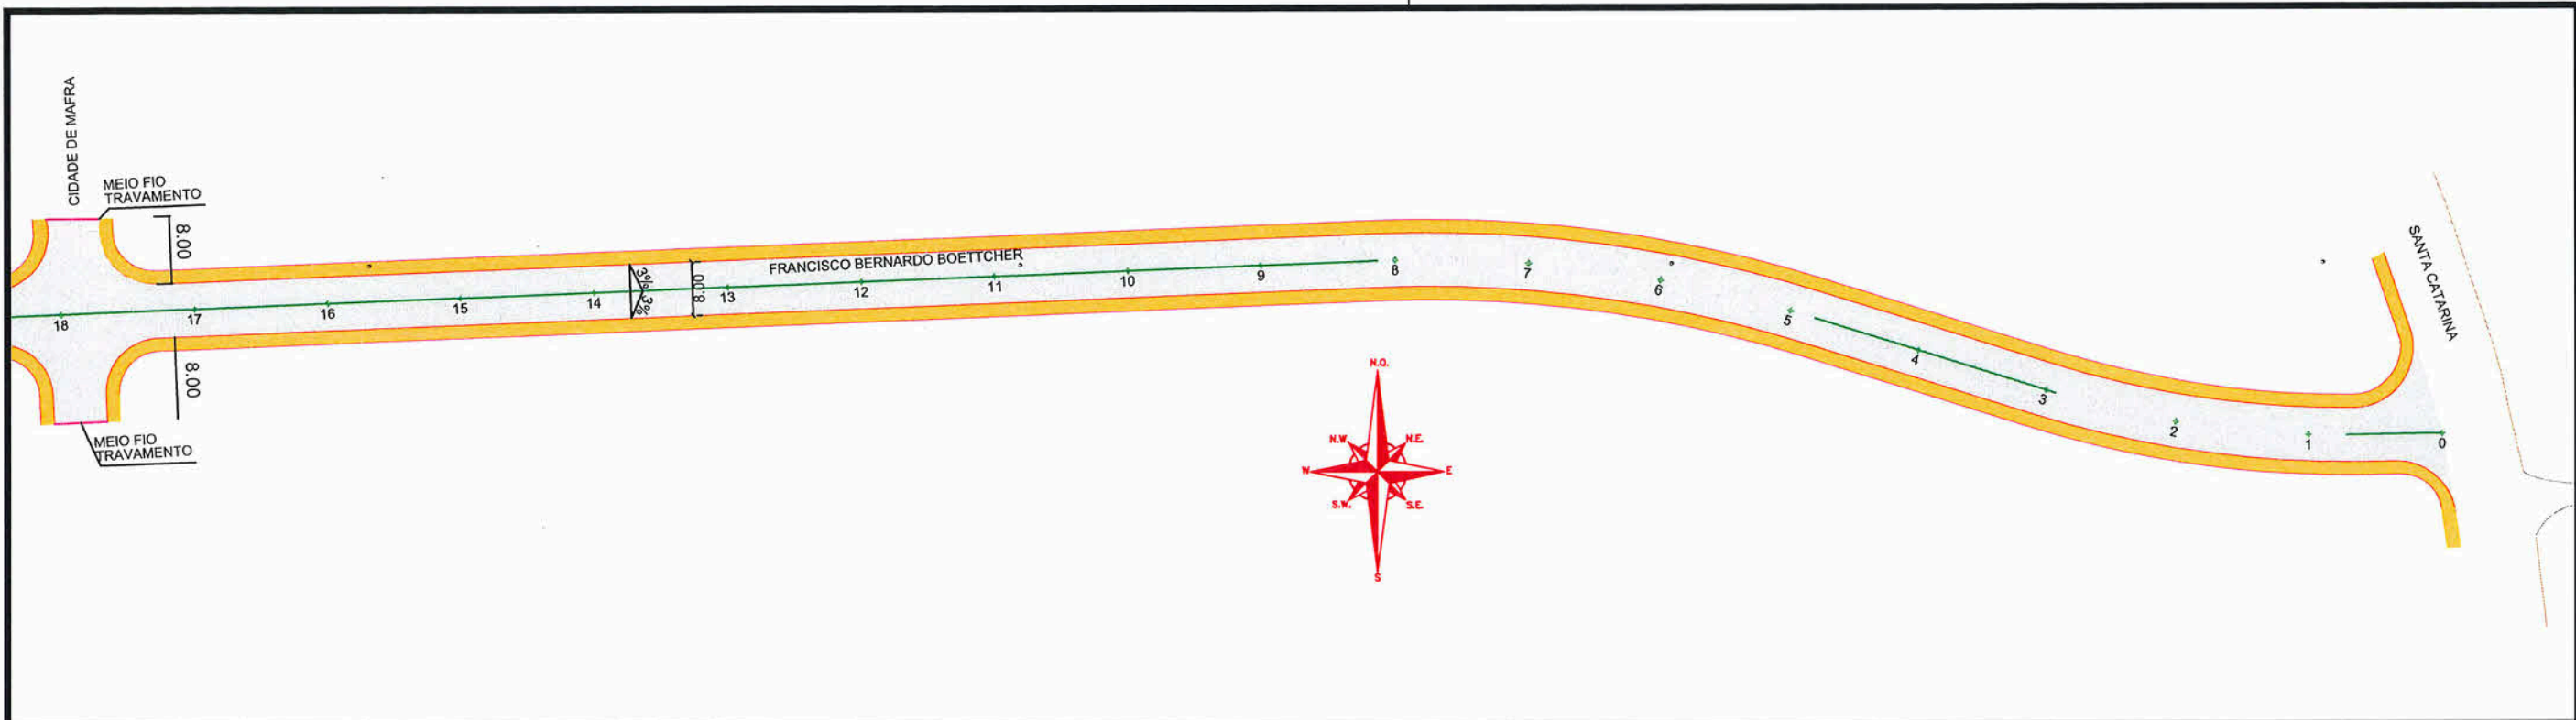 CIDADE DE MAFRA
MEIO FIO
TRAVAMENTO
8.00
18
17
16
15
14
3%
3%
8.00
13
FRANCISCO BERNARDO BOETTCHER
12
11
10
9
8
7
6
5
4
3
2
1
0
SANTA CATARINA
8.00
MEIO FIO
TRAVAMENTO
N.O.
N.W.
N.E.
W
E
S.W.
S.E.
S